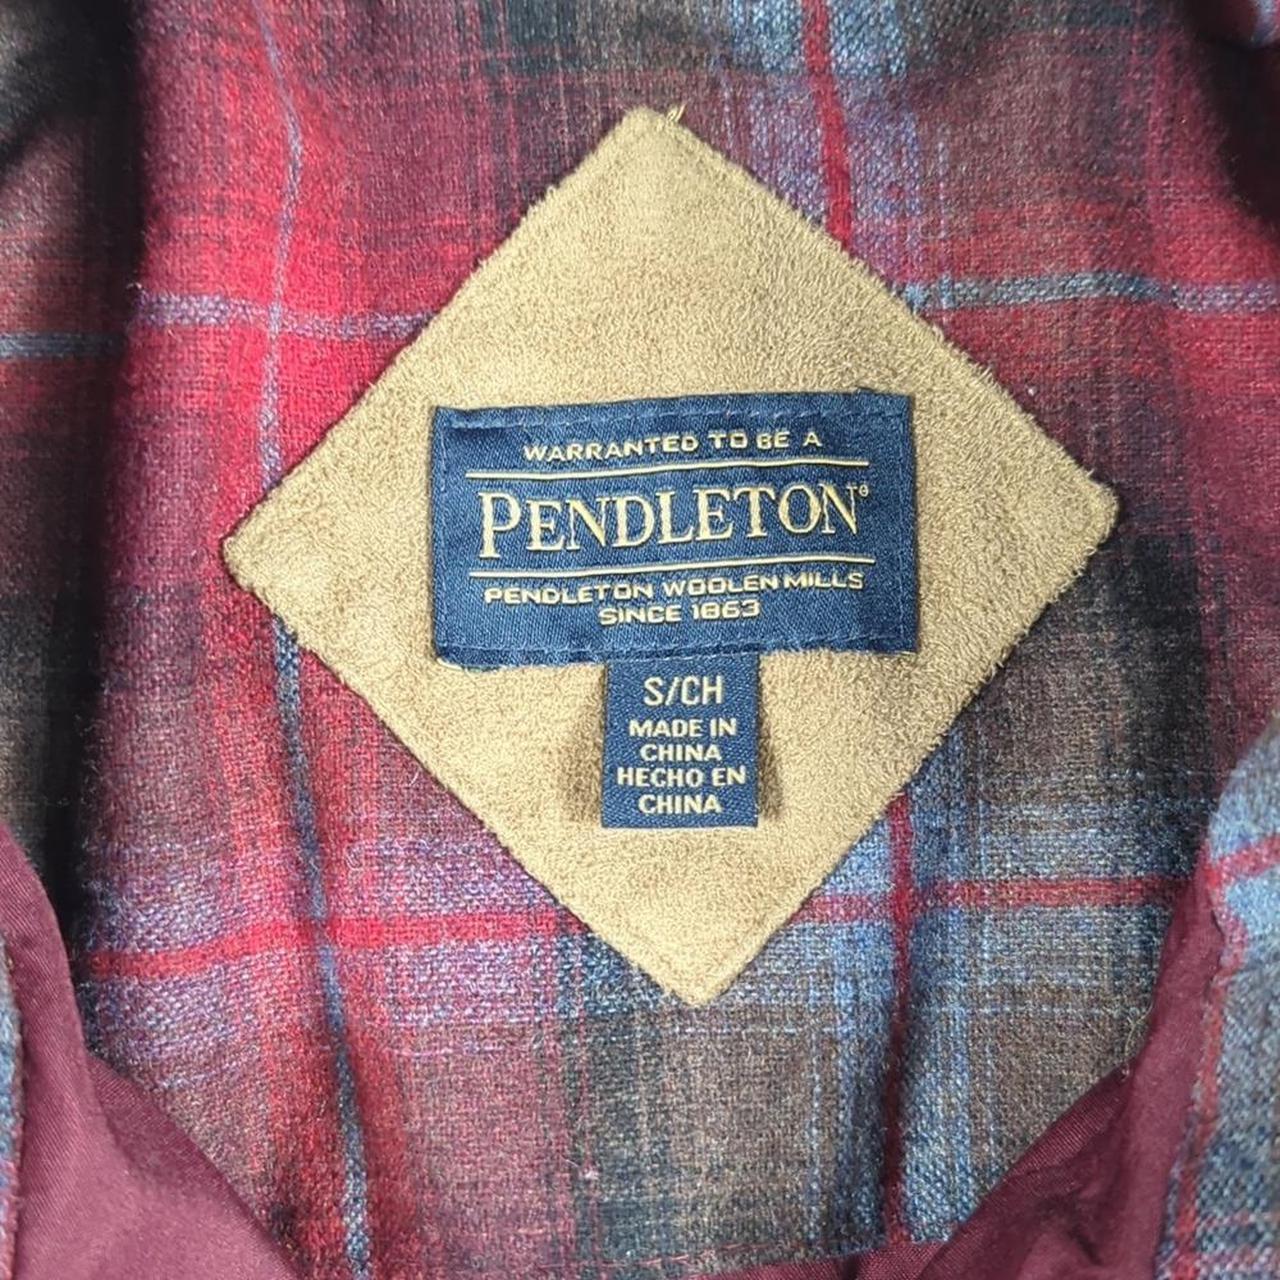 WARRANTED TO BE A
PENDLETON®
PENDLETON WOOLEN MILLS
SINCE 1863
S/CH
MADE IN
CHINA
HECHO EN
CHINA